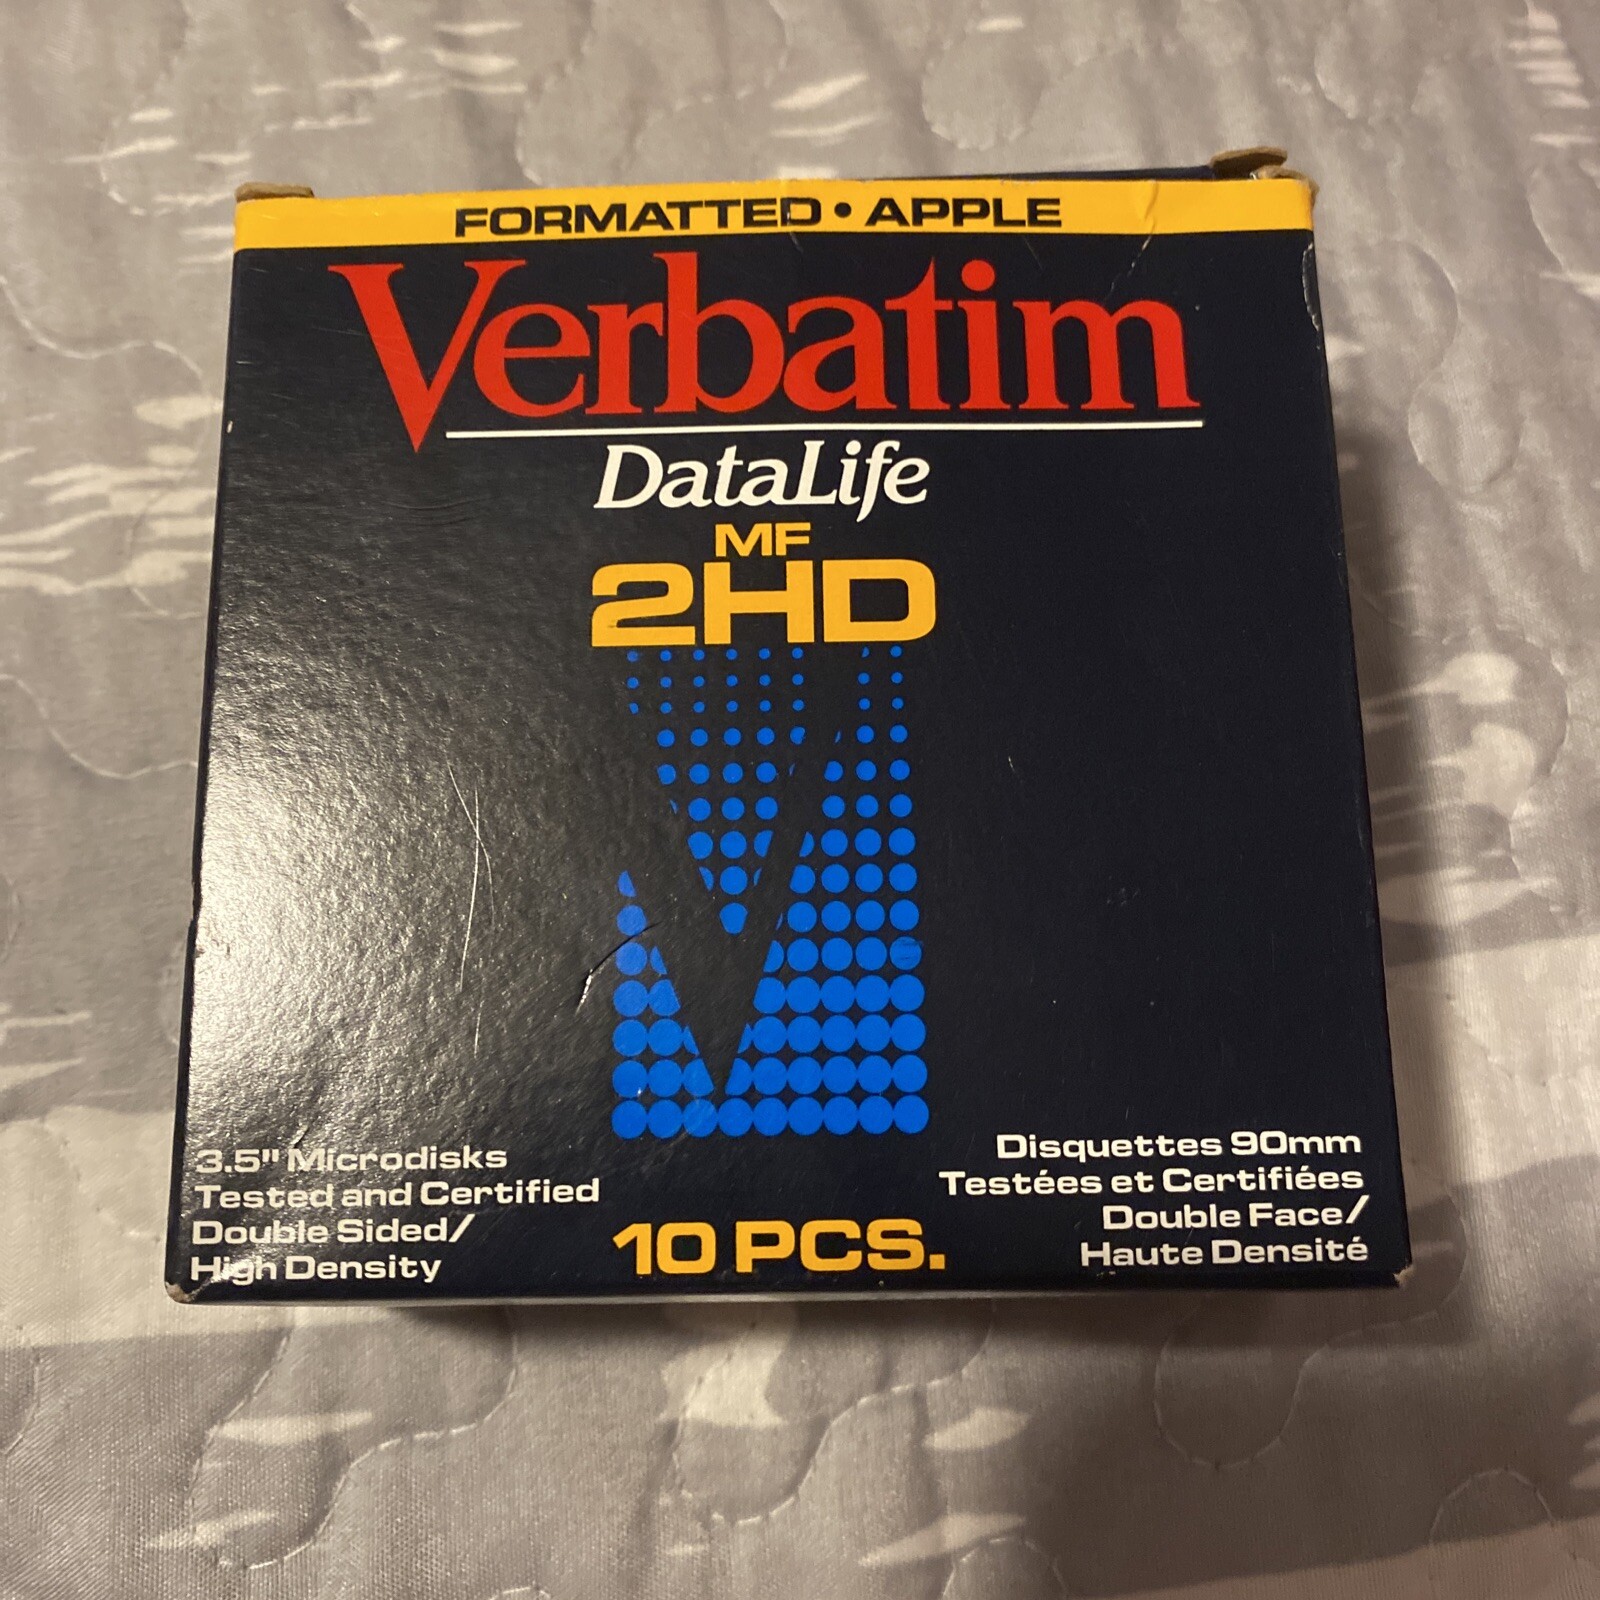 FORMATTED • APPLE
Verbatim
DataLife
MF
2HD
3.5" Microdisks
Tested and Certified
Double Sided/
High Density
10 PCS.
Disquettes 90mm
Testées et Certifiées
Double Face/
Haute Densité